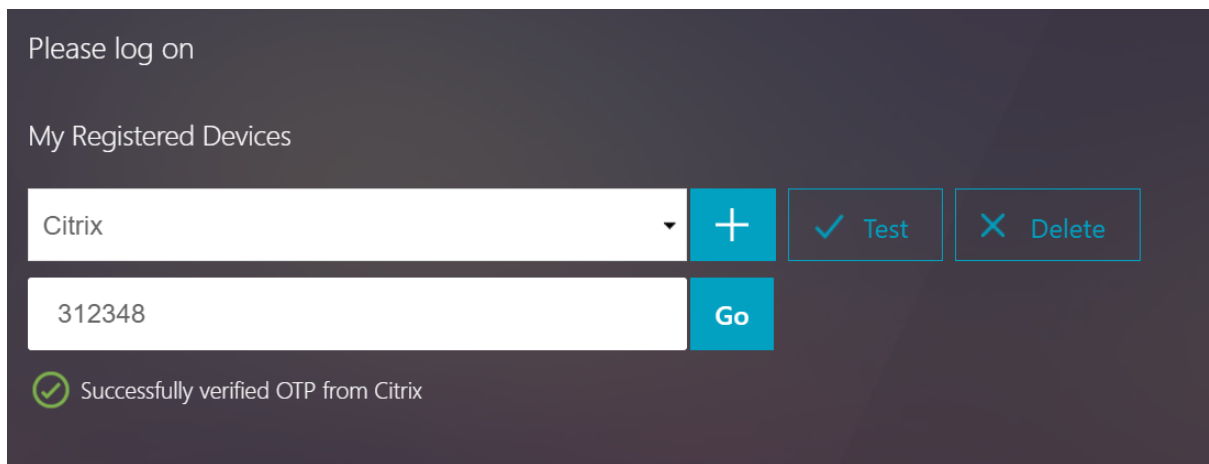 Please log on
My Registered Devices
Citrix + Test Delete
312348 Go
Successfully verified OTP from Citrix